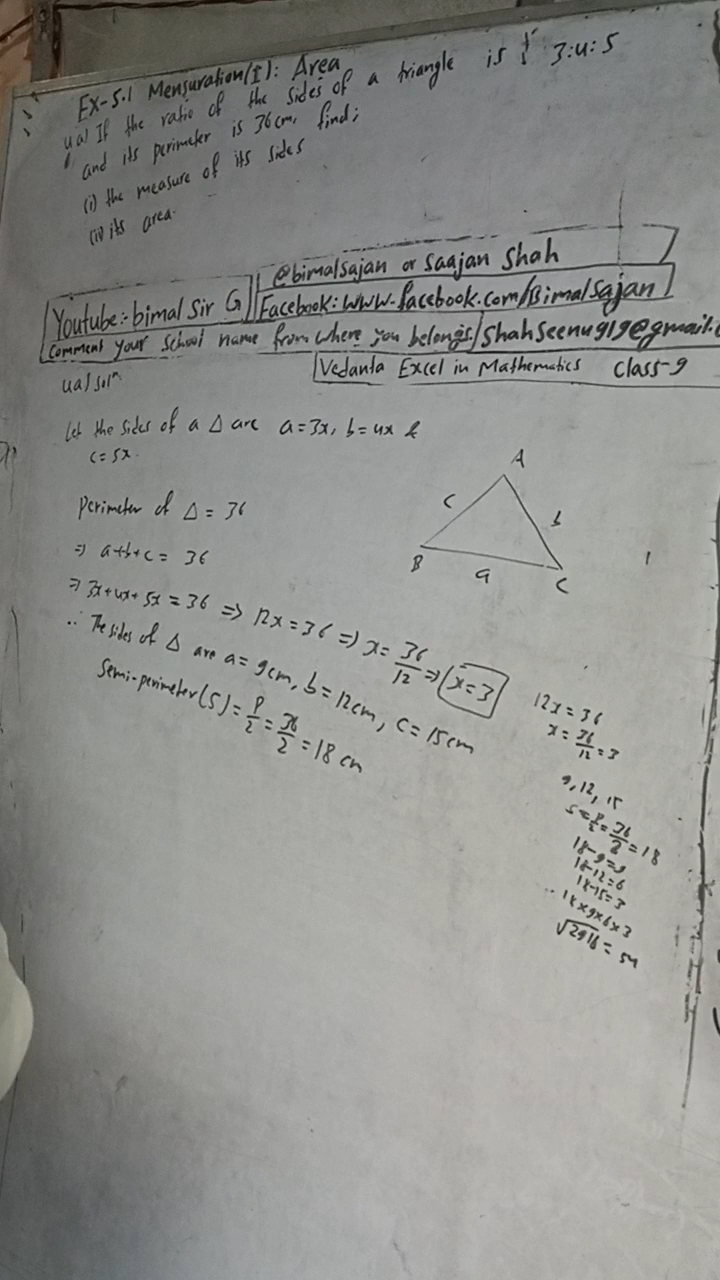 Ex-5.1 Mensuration(I): Area
4a) If the ratio of the sides of a triangle is 3:4:5
and its perimeter is 36cm, find;
(i) the measure of its sides
(ii) its area.
@bimalsajan or Saajan Shah
Youtube:- bimal Sir G
Facebook: www.facebook.com/Bimalsajan
Comment your School name from where you belongs/Shahseenu919@gmail.c
Vedanta Excel in Mathematics Class-9
4a) Solⁿ.
Let the sides of a Δ are a=3x, b=4x &
c=5x.
Perimeter of Δ = 36
⇒ a+b+c = 36
⇒ 3x+4x+5x = 36 ⇒ 12x=36 ⇒ x=36/12 ⇒ x=3
∴ The sides of Δ are a=9cm, b=12cm, c=15cm
Semi-perimeter(S)=P/2=36/2=18 cm
A
c
b
B
a
C
12x=36
x=36/12=3
9,12,15
S=P/2=36/2=18
18-9=9
18-12=6
18-15=3
18×9×6×3
√2916=54